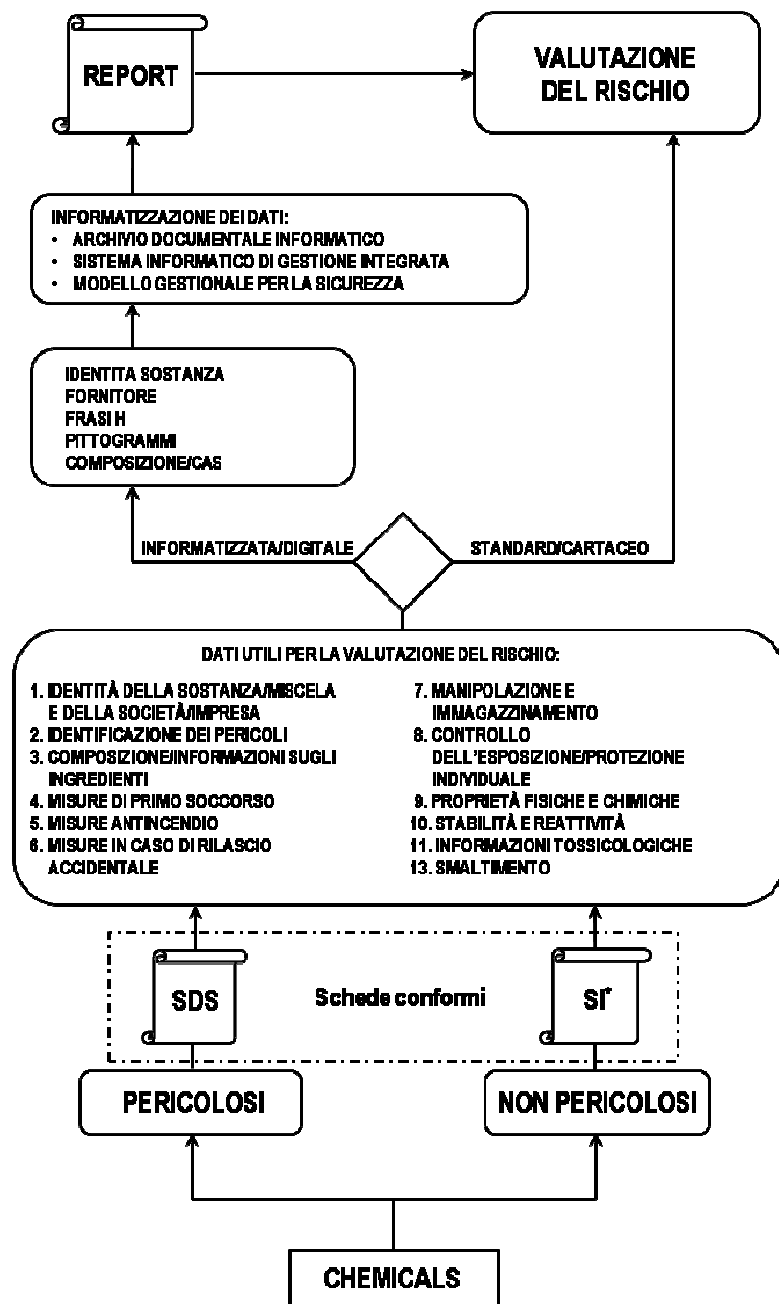 REPORT
VALUTAZIONE
DEL RISCHIO
INFORMATIZZAZIONE DEI DATI:
• ARCHIVIO DOCUMENTALE INFORMATICO
• SISTEMA INFORMATICO DI GESTIONE INTEGRATA
• MODELLO GESTIONALE PER LA SICUREZZA
IDENTITA SOSTANZA
FORNITORE
FRASI H
PITTOGRAMMI
COMPOSIZIONE/CAS
INFORMATIZZATA/DIGITALE
STANDARD/CARTACEO
DATI UTILI PER LA VALUTAZIONE DEL RISCHIO:
1. IDENTITÀ DELLA SOSTANZA/MISCELA
E DELLA SOCIETÀ/IMPRESA
2. IDENTIFICAZIONE DEI PERICOLI
3. COMPOSIZIONE/INFORMAZIONI SUGLI
INGREDIENTI
4. MISURE DI PRIMO SOCCORSO
5. MISURE ANTINCENDIO
6. MISURE IN CASO DI RILASCIO
ACCIDENTALE
7. MANIPOLAZIONE E
IMMAGAZZINAMENTO
8. CONTROLLO
DELL'ESPOSIZIONE/PROTEZIONE
INDIVIDUALE
9. PROPRIETÀ FISICHE E CHIMICHE
10. STABILITÀ E REATTIVITÀ
11. INFORMAZIONI TOSSICOLOGICHE
13. SMALTIMENTO
SDS
Schede conformi
SI*
PERICOLOSI
NON PERICOLOSI
CHEMICALS